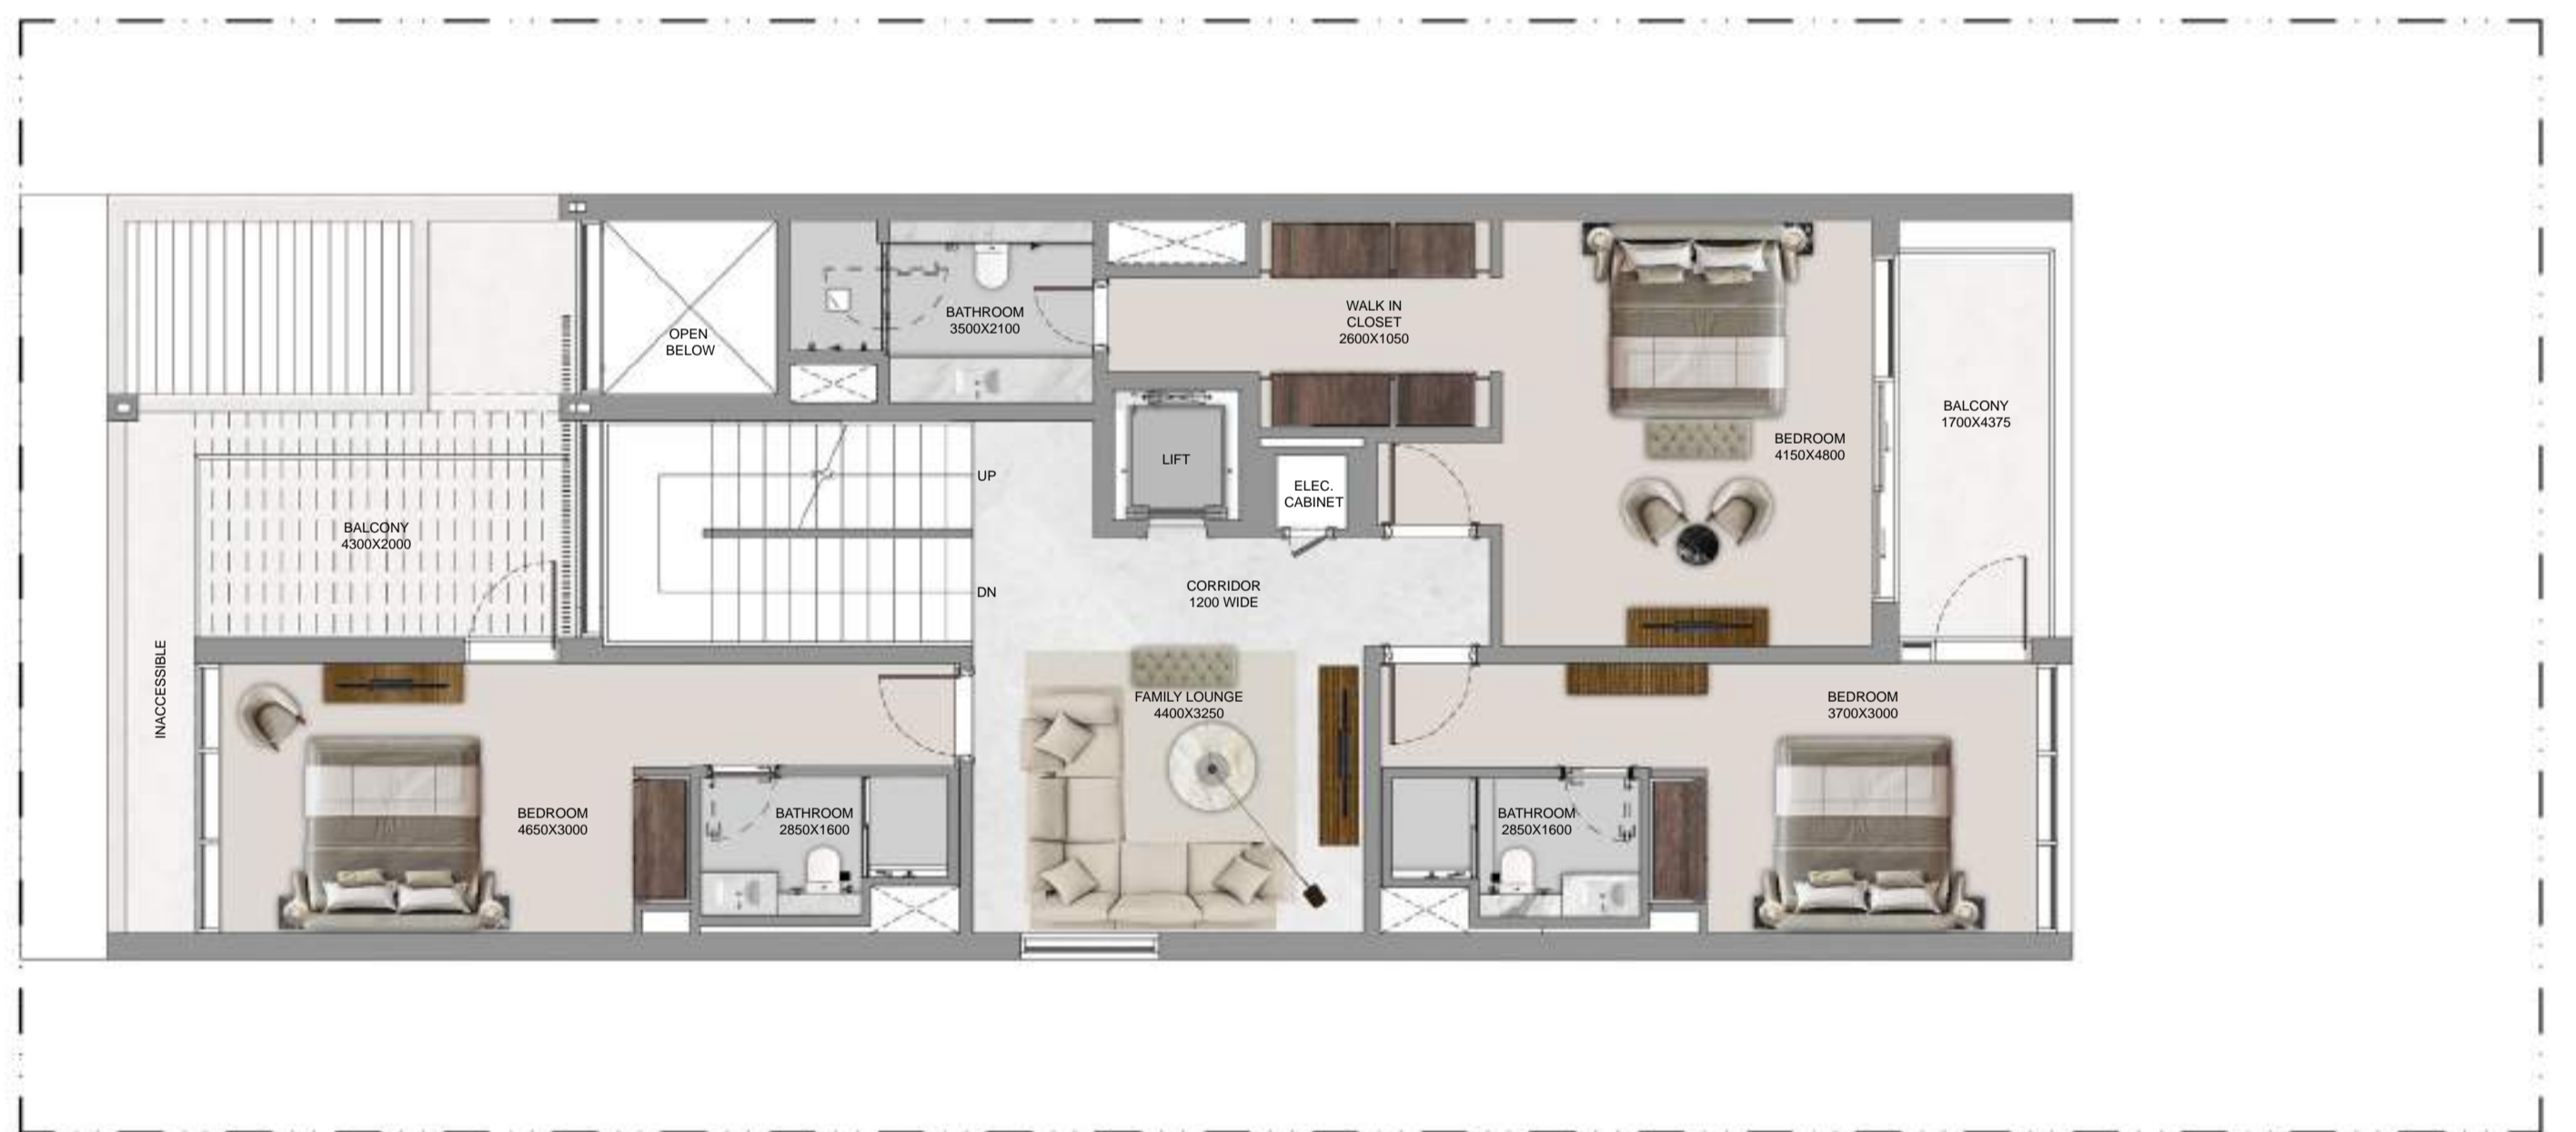 OPEN
BELOW
BATHROOM
3500X2100
WALK IN
CLOSET
2600X1050
BALCONY
1700X4375
BEDROOM
4150X4800
LIFT
UP
ELEC.
CABINET
BALCONY
4300X2000
DN
CORRIDOR
1200 WIDE
INACCESSIBLE
FAMILY LOUNGE
4400X3250
BEDROOM
3700X3000
BEDROOM
4650X3000
BATHROOM
2850X1600
BATHROOM
2850X1600